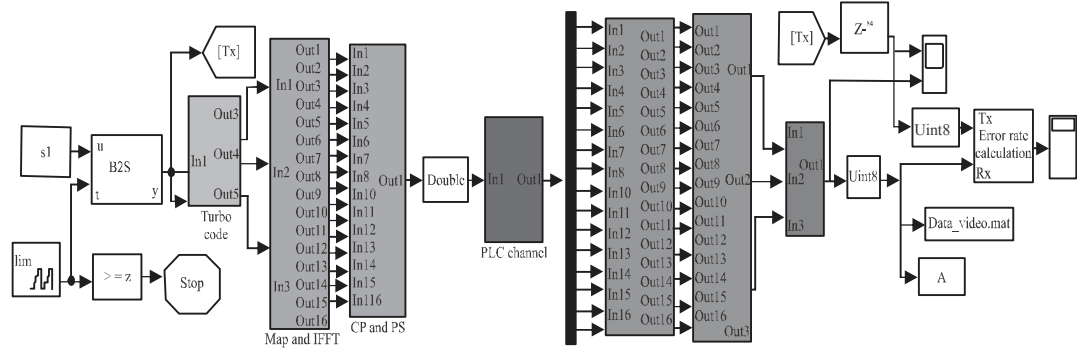 s1
lim
u
t
B2S
y
>=z
Stop
[Tx]
In1
Out3
Out4
Out5
Turbo
code
In1
In2
In3
Out1
Out2
Out3
Out4
Out5
Out6
Out7
Out8
Out9
Out10
Out11
Out12
Out13
Out14
Out15
Out16
Map and IFFT
In1
In2
In3
In4
In5
In6
In7
In8
In10
In11
In12
In13
In14
In15
In116
Out1
CP and PS
Double
In1
Out1
PLC channel
In1
In2
In3
In4
In5
In6
In7
In8
In10
In11
In12
In13
In14
In15
In16
Out1
Out2
Out3
Out4
Out5
Out6
Out7
Out8
Out9
Out10
Out11
Out12
Out13
Out14
Out15
Out16
Out1
Out2
Out3
Out4
Out5
Out6
Out7
Out8
Out9
Out10
Out11
Out12
Out13
Out14
Out15
Out16
Out1
Out2
Out3
In1
In2
In3
Out1
[Tx]
Uint8
Uint8
Tx
Error rate
calculation
Rx
Data_video.mat
A